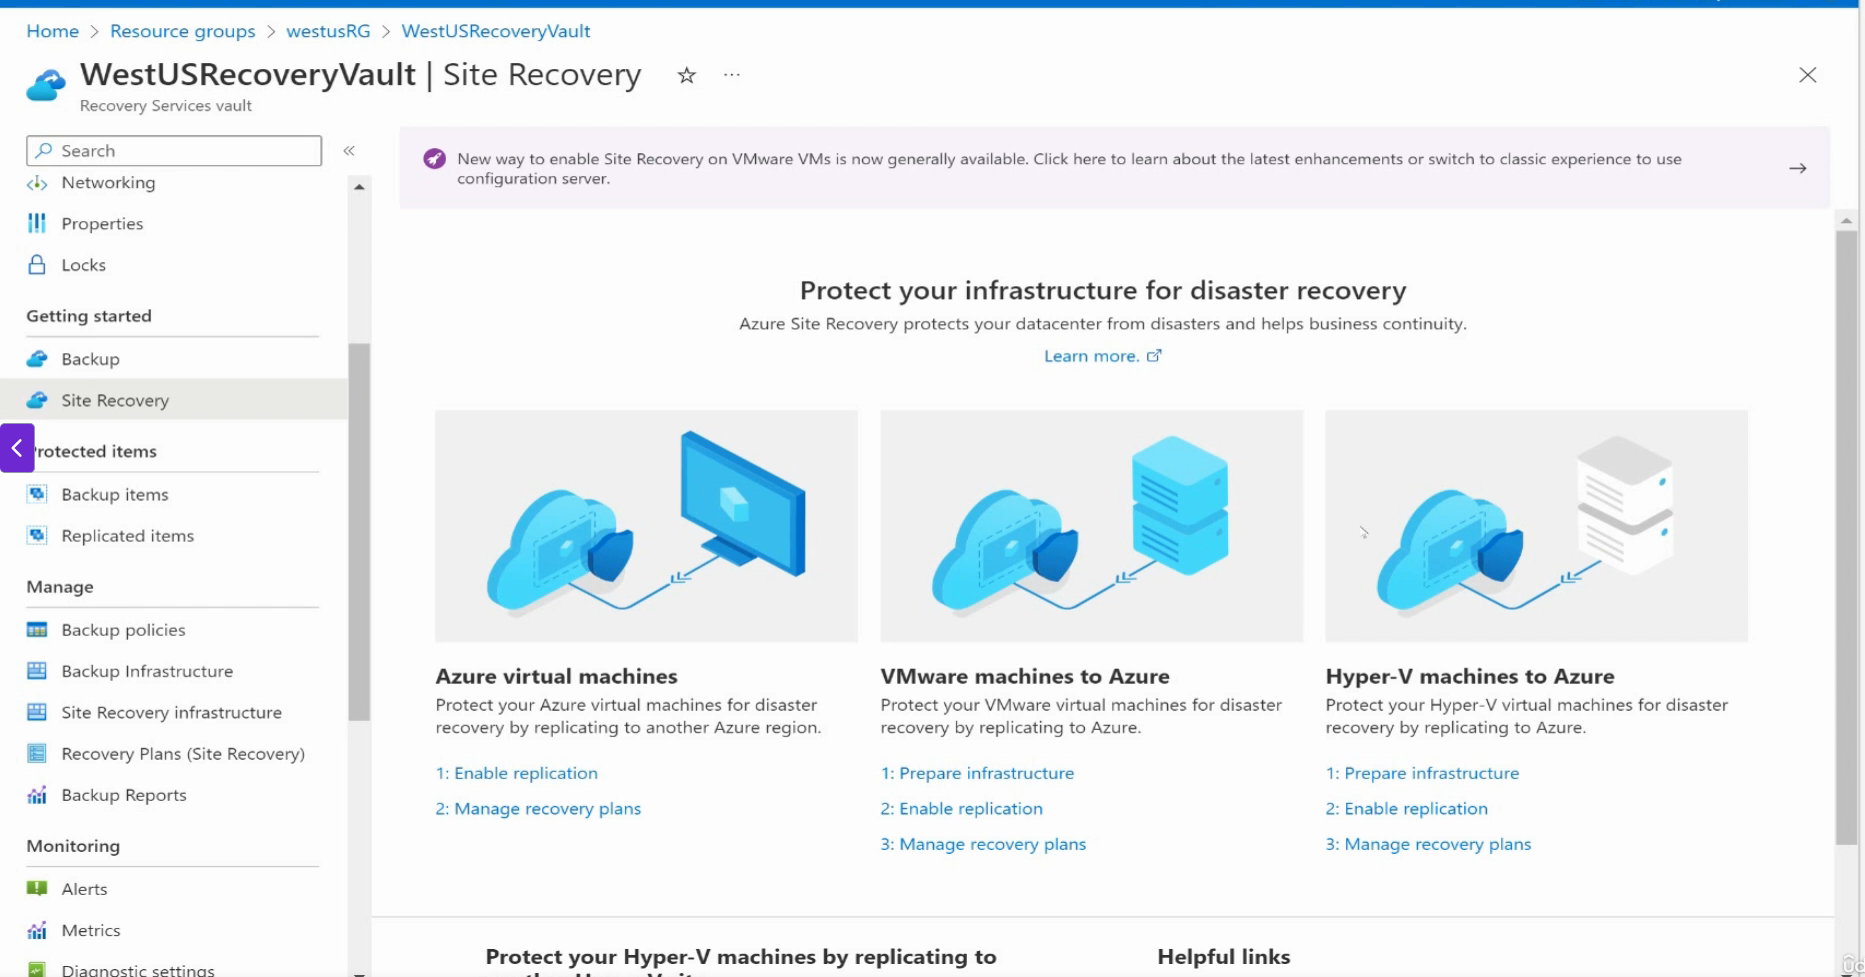 Home > Resource groups > westusRG > WestUSRecoveryVault
WestUSRecoveryVault | Site Recovery
Recovery Services vault
Search
Networking
Properties
Locks
Getting started
Backup
Site Recovery
Protected items
Backup items
Replicated items
Manage
Backup policies
Backup Infrastructure
Site Recovery infrastructure
Recovery Plans (Site Recovery)
Backup Reports
Monitoring
Alerts
Metrics
Diagnostic settings
New way to enable Site Recovery on VMware VMs is now generally available. Click here to learn about the latest enhancements or switch to classic experience to use
configuration server.
Protect your infrastructure for disaster recovery
Azure Site Recovery protects your datacenter from disasters and helps business continuity.
Learn more.
Azure virtual machines
Protect your Azure virtual machines for disaster
recovery by replicating to another Azure region.
1: Enable replication
2: Manage recovery plans
VMware machines to Azure
Protect your VMware virtual machines for disaster
recovery by replicating to Azure.
1: Prepare infrastructure
2: Enable replication
3: Manage recovery plans
Hyper-V machines to Azure
Protect your Hyper-V virtual machines for disaster
recovery by replicating to Azure.
1: Prepare infrastructure
2: Enable replication
3: Manage recovery plans
Protect your Hyper-V machines by replicating to
Helpful links